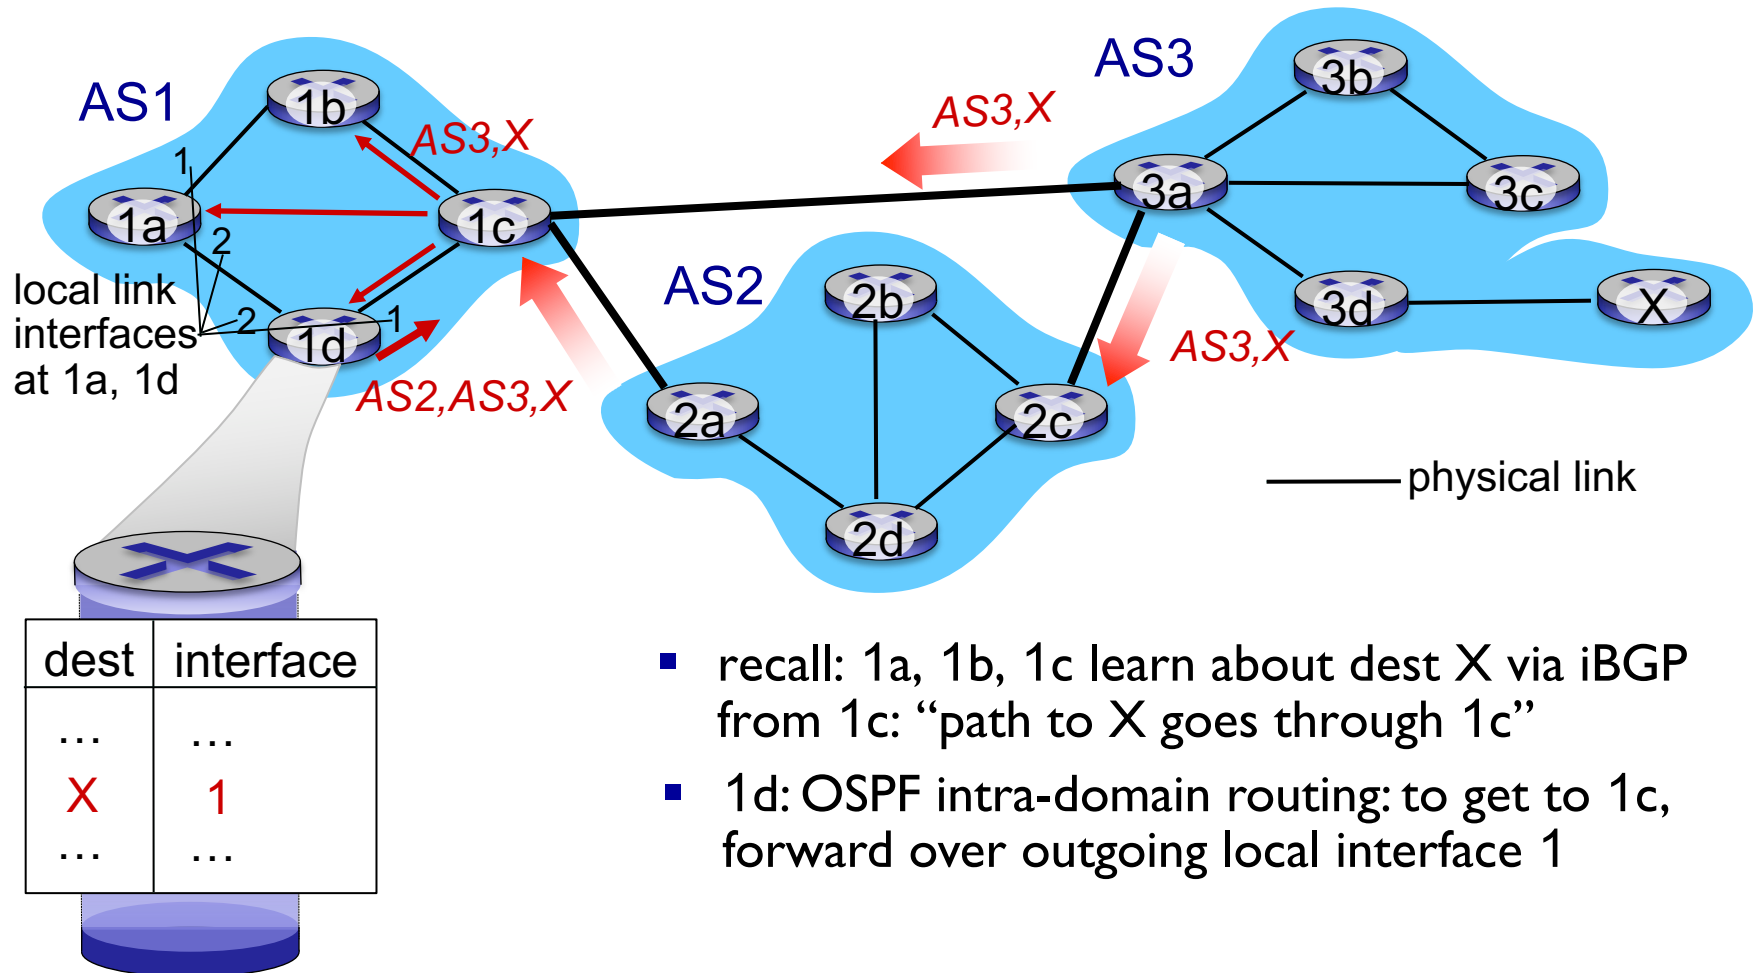 AS1
1b
AS3,X
1
1a
1c
2
local link
interfaces
at 1a, 1d
2
1
1d
AS2,AS3,X
AS3,X
AS3
3b
3a
3c
3d
X
AS3,X
AS2
2b
2a
2c
2d
physical link
dest interface
… …
X 1
… …
▪ recall: 1a, 1b, 1c learn about dest X via iBGP
from 1c: “path to X goes through 1c”
▪ 1d: OSPF intra-domain routing: to get to 1c,
forward over outgoing local interface 1